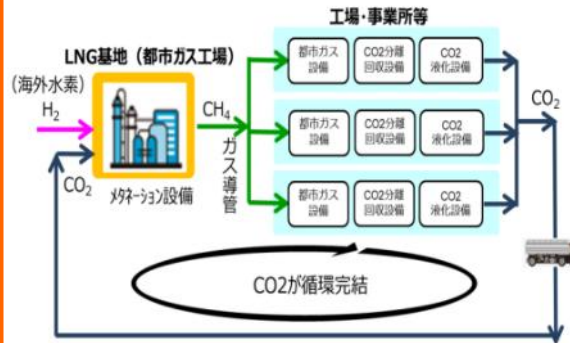 工場・事業所等
LNG基地（都市ガス工場）
（海外水素）
H2
CO2
メタネーション設備
CH4
ガス導管
都市ガス
設備
CO2分離
回収設備
CO2
液化設備
都市ガス
設備
CO2分離
回収設備
CO2
液化設備
都市ガス
設備
CO2分離
回収設備
CO2
液化設備
CO2
CO2が循環完結